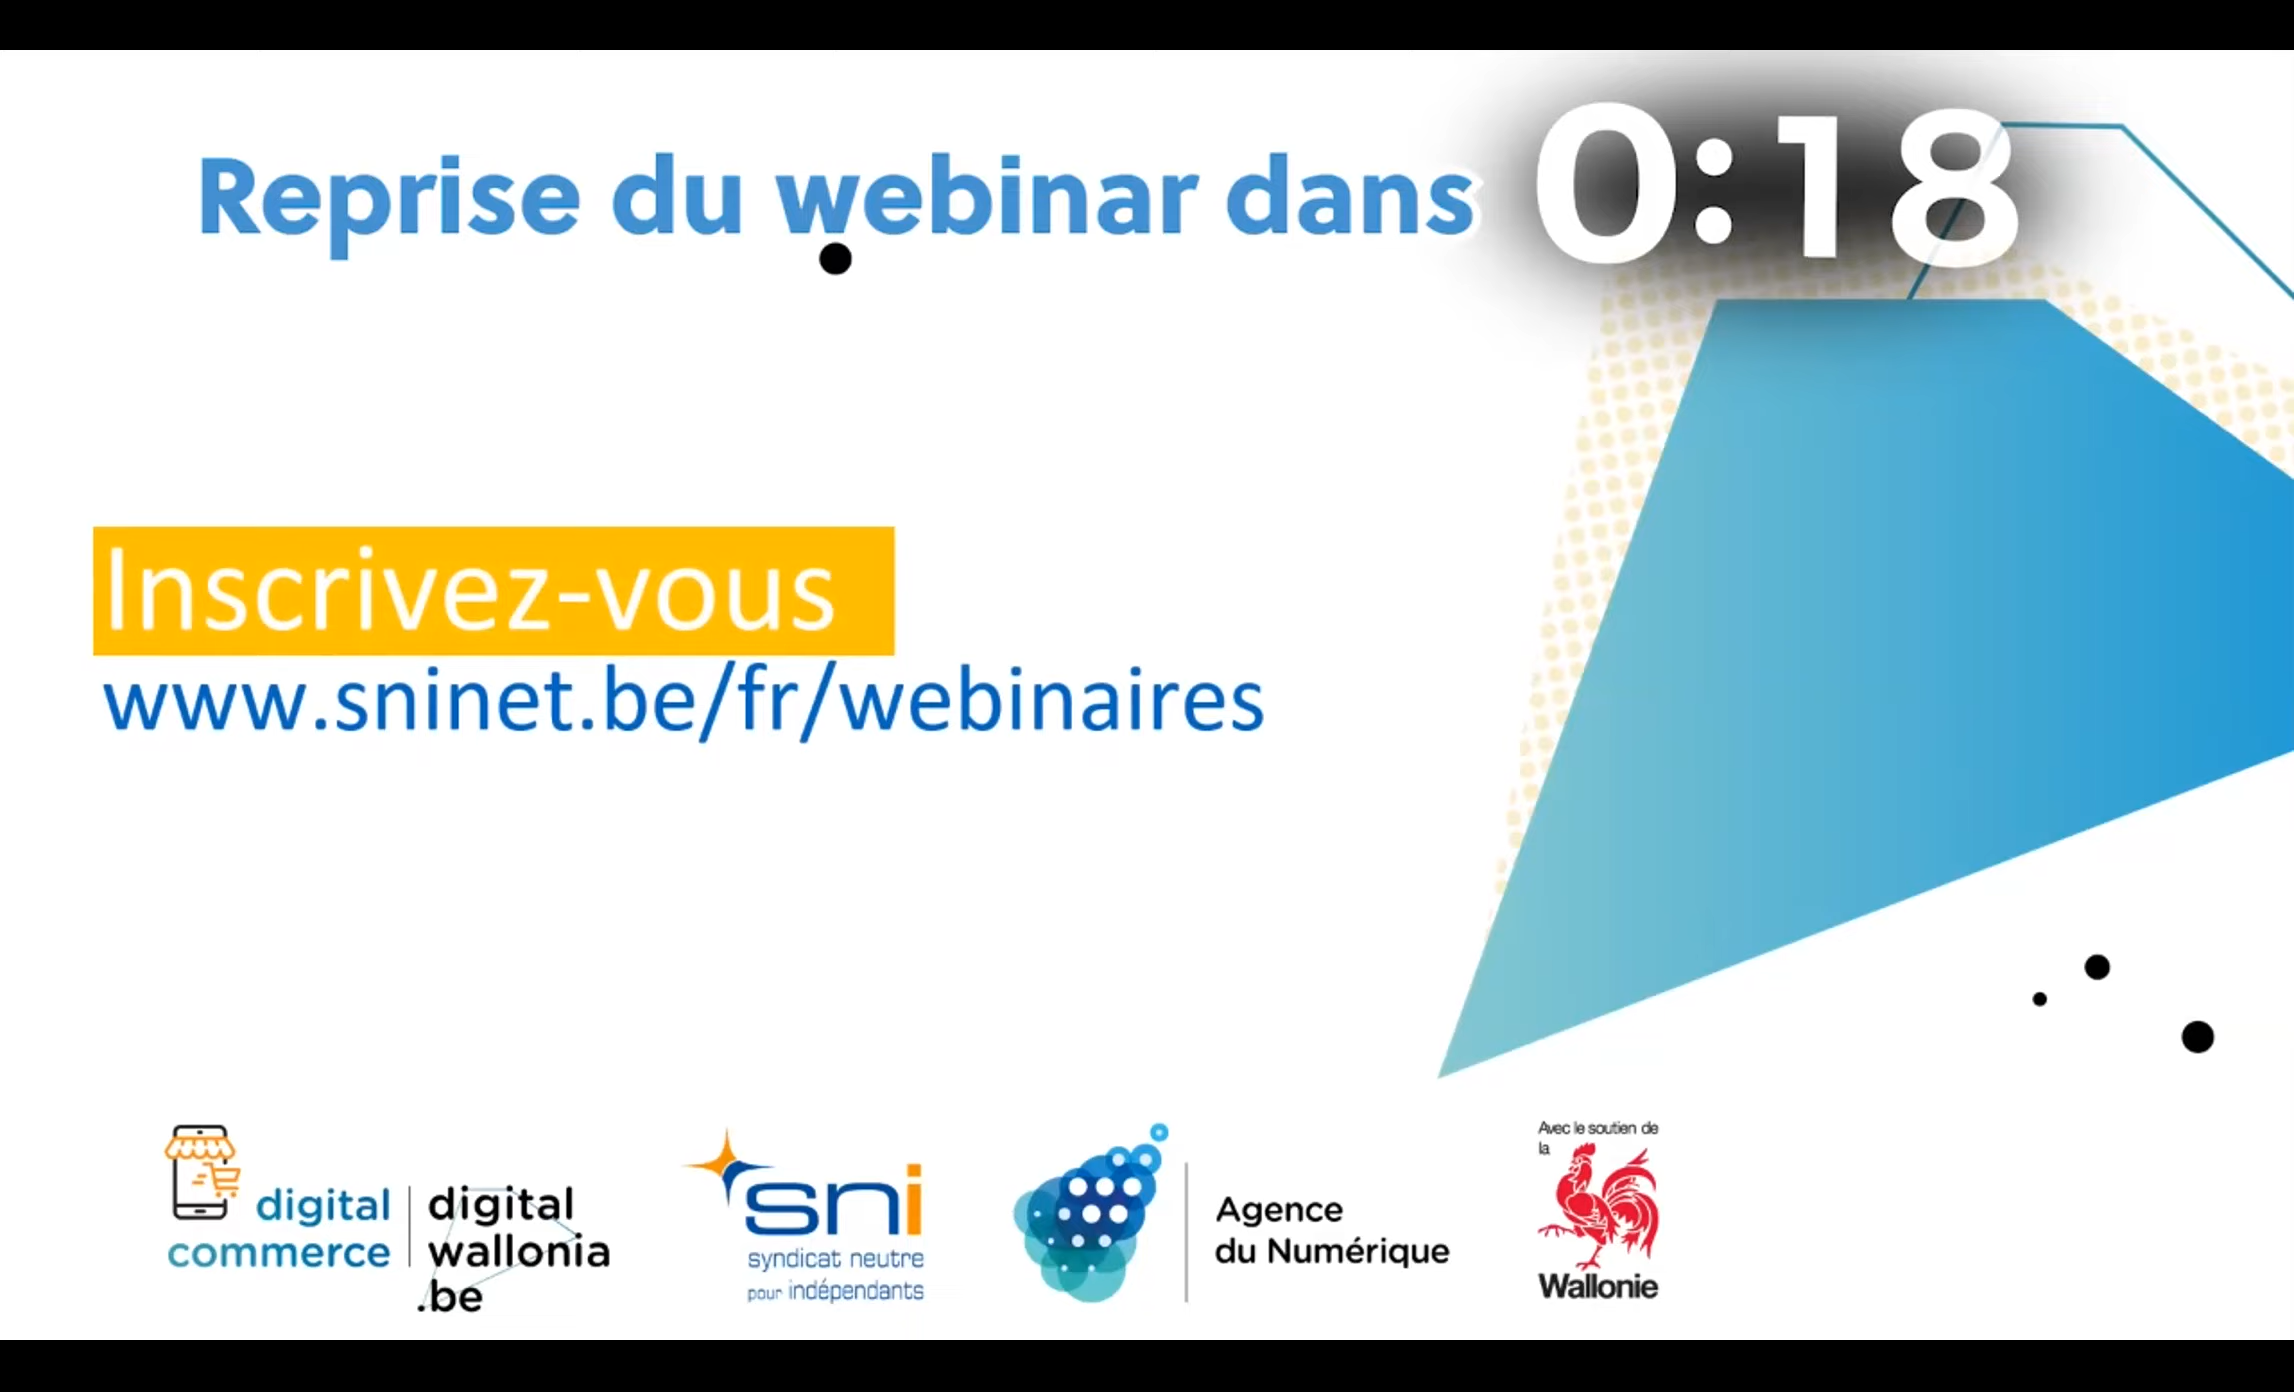 Reprise du webinar dans 0:18
Inscrivez-vous
www.sninet.be/fr/webinaires
digital
commerce
digital
wallonia
.be
sni
syndicat neutre
pour indépendants
Agence
du Numérique
Avec le soutien de
la
Wallonie